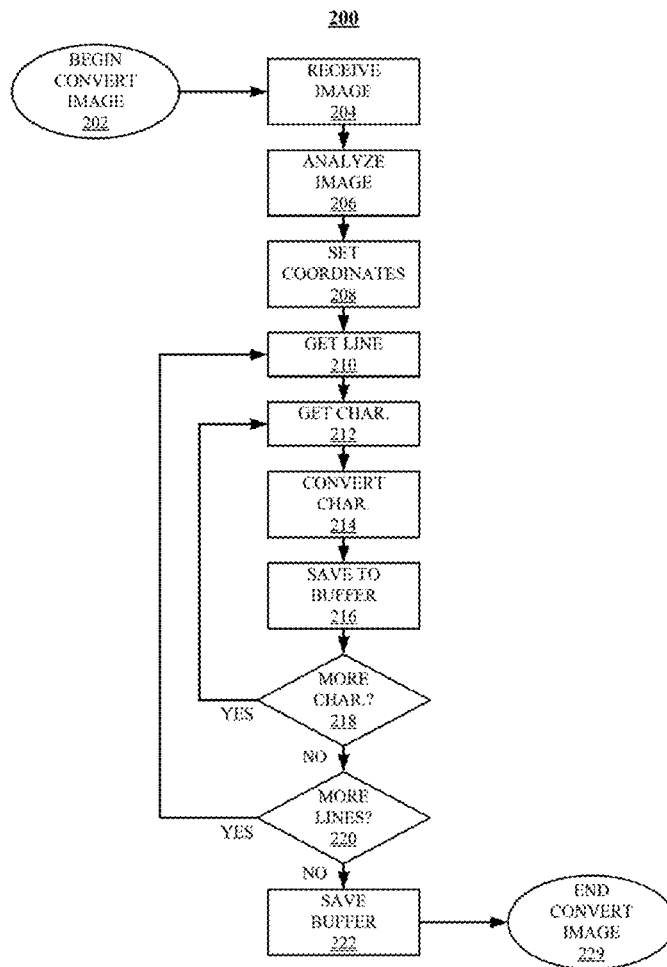 200
BEGIN
CONVERT
IMAGE
202
RECEIVE
IMAGE
204
ANALYZE
IMAGE
206
SET
COORDINATES
208
GET LINE
210
GET CHAR.
212
CONVERT
CHAR.
214
SAVE TO
BUFFER
216
MORE
CHAR.?
218
YES
NO
MORE
LINES?
220
YES
NO
SAVE
BUFFER
222
END
CONVERT
IMAGE
229